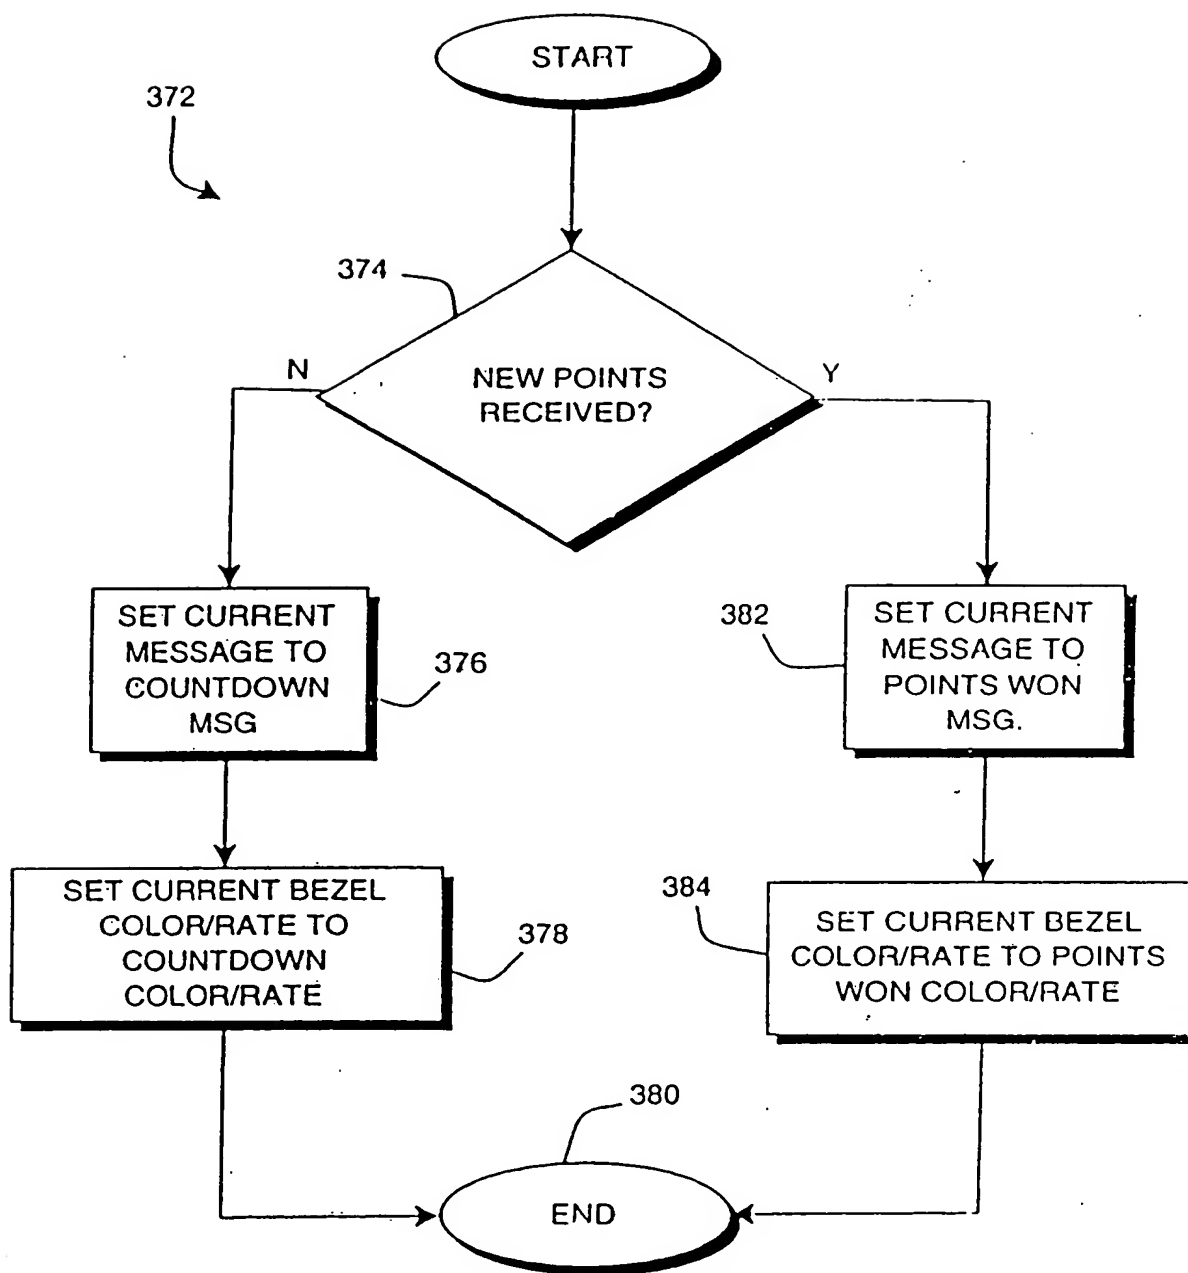 START
372
374
N
NEW POINTS
RECEIVED?
Y
SET CURRENT
MESSAGE TO
COUNTDOWN
MSG
376
382
SET CURRENT
MESSAGE TO
POINTS WON
MSG.
SET CURRENT BEZEL
COLOR/RATE TO
COUNTDOWN
COLOR/RATE
378
384
SET CURRENT BEZEL
COLOR/RATE TO POINTS
WON COLOR/RATE
380
END